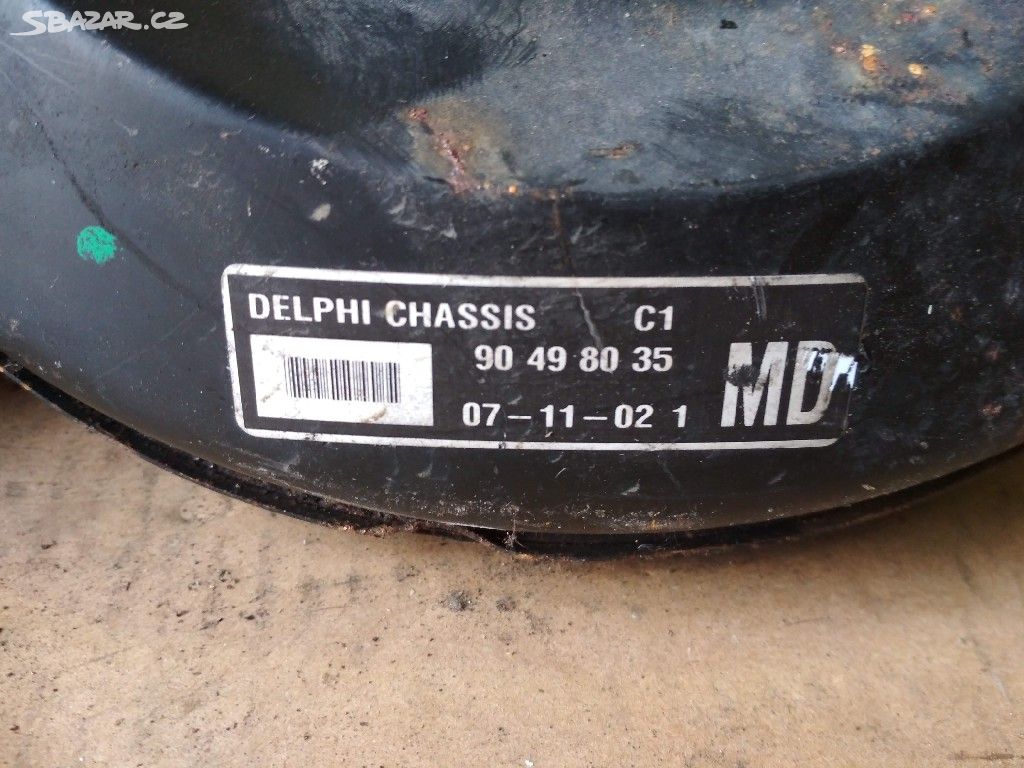 SBAZAR.CZ
DELPHI CHASSIS C1
90 49 80 35
07-11-02 1
MD